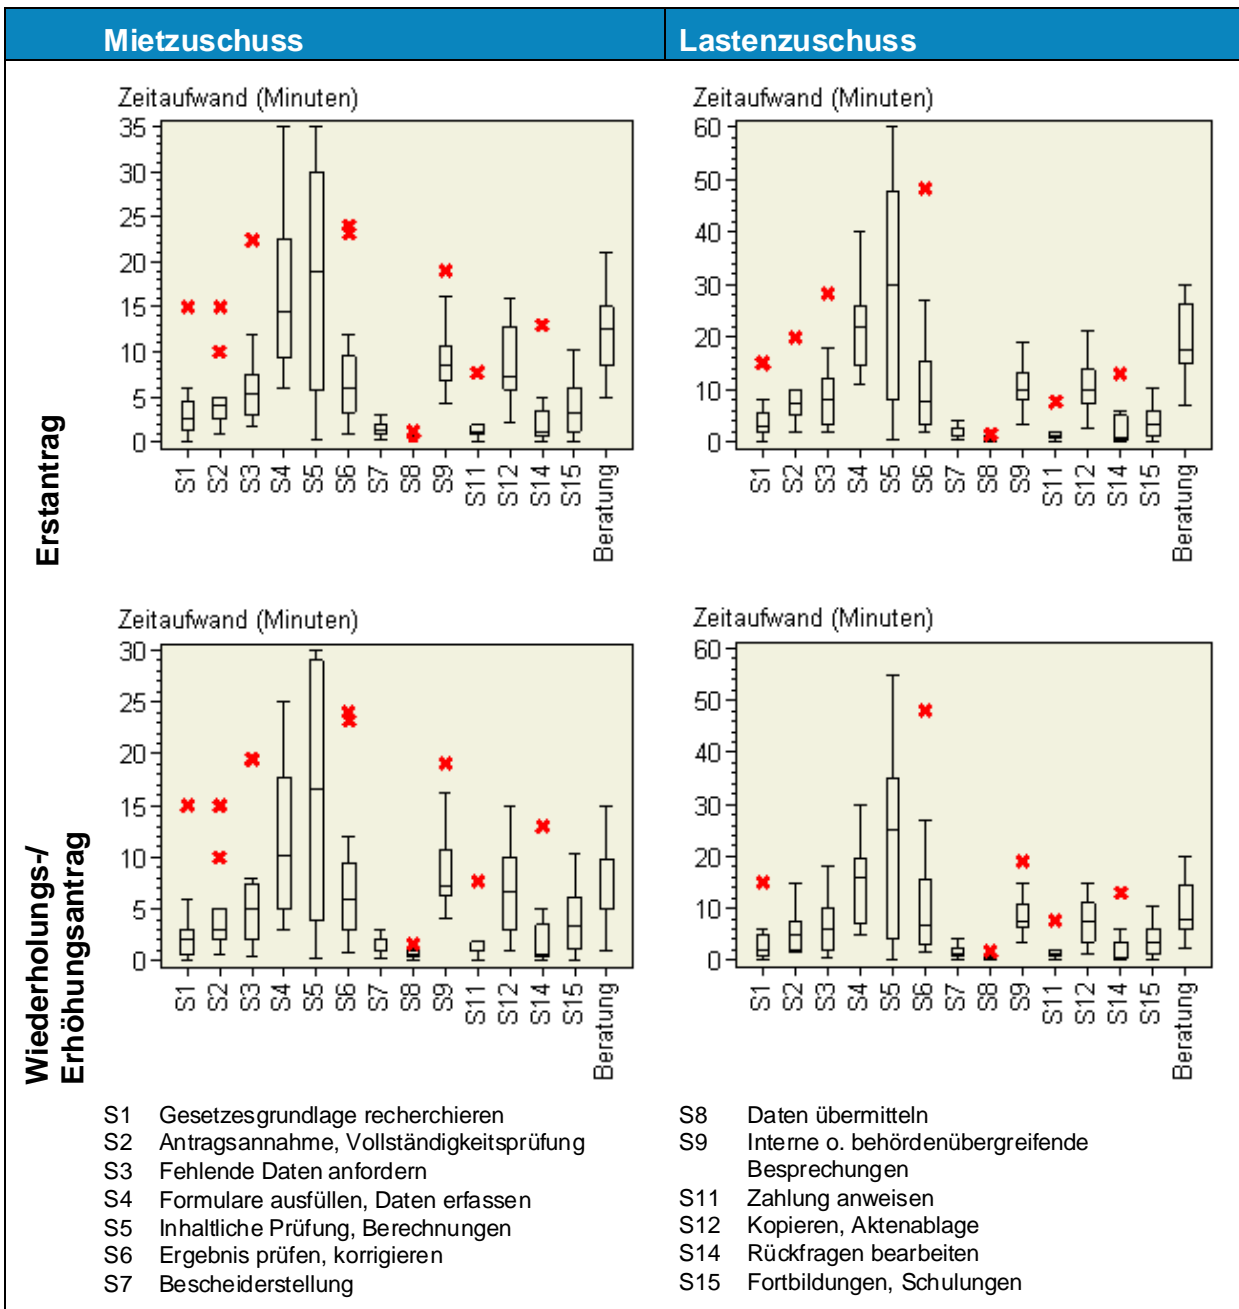 Mietzuschuss
Lastenzuschuss
Erstantrag
Zeitaufwand (Minuten)
35
30
25
20
15
10
5
0
S1 S2 S3 S4 S5 S6 S7 S8 S9 S11 S12 S14 S15 Beratung
Zeitaufwand (Minuten)
60
50
40
30
20
10
0
S1 S2 S3 S4 S5 S6 S7 S8 S9 S11 S12 S14 S15 Beratung
Wiederholungs-/
Erhöhungsantrag
Zeitaufwand (Minuten)
30
25
20
15
10
5
0
S1 S2 S3 S4 S5 S6 S7 S8 S9 S11 S12 S14 S15 Beratung
Zeitaufwand (Minuten)
60
50
40
30
20
10
0
S1 S2 S3 S4 S5 S6 S7 S8 S9 S11 S12 S14 S15 Beratung
S1 Gesetzesgrundlage recherchieren
S2 Antragsannahme, Vollständigkeitsprüfung
S3 Fehlende Daten anfordern
S4 Formulare ausfüllen, Daten erfassen
S5 Inhaltliche Prüfung, Berechnungen
S6 Ergebnis prüfen, korrigieren
S7 Bescheiderstellung
S8 Daten übermitteln
S9 Interne o. behördenübergreifende
Besprechungen
S11 Zahlung anweisen
S12 Kopieren, Aktenablage
S14 Rückfragen bearbeiten
S15 Fortbildungen, Schulungen